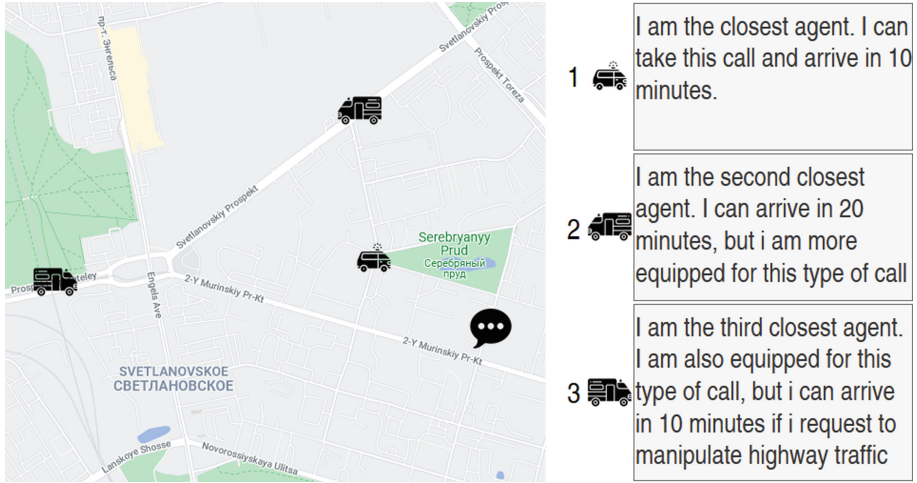 пр-т. Энгельса
Svetlanovskiy Prosp
Prospekt Toreza
Svetlanovskiy Prospekt
Serebryanyy
Prud
Серебряный
пруд
Engels Ave
2-Y Murinskiy Pr-Kt
2-Y Murinskiy Pr-Kt
SVETLANOVSKOE
СВЕТЛАНОВСКОЕ
Lanskoye Shosse
Novorossiyskaya Ulitsa
1
I am the closest agent. I can
take this call and arrive in 10
minutes.
2
I am the second closest
agent. I can arrive in 20
minutes, but i am more
equipped for this type of call
3
I am the third closest agent.
I am also equipped for this
type of call, but i can arrive
in 10 minutes if i request to
manipulate highway traffic